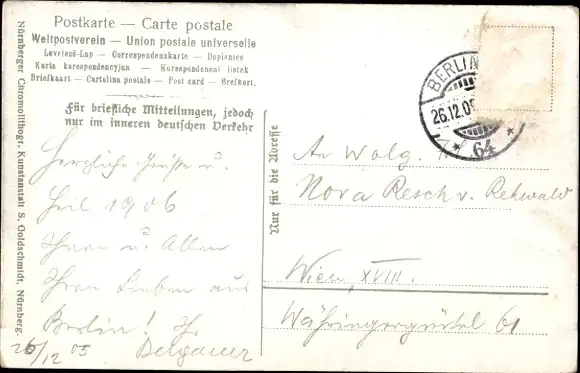 Postkarte — Carte postale
Weltpostverein — Union postale universelle
Levelező-Lap — Correspondenzkarte — Dopisnice
Karta korespondencyjna — Korespondencni listek
Briefkaart — Cartolina postale — Post card — Brefkort.
Für briefliche Mitteilungen, jedoch
nur im inneren deutschen Verkehr
Nürnberger Chromolithogr. Kunstanstalt S. Goldschmidt, Nürnberg.
Herzliche Grüße u.
Heil 1906
Ihnen u. Allen
Ihren Lieben aus
Berlin! Ihr
26/12 05
Nur für die Adresse
BERLIN
26.12.05
* 64 *
An Wolg.
Nora Resch v. Rehwald
Wien, XVIII.
Währingergürtel 61